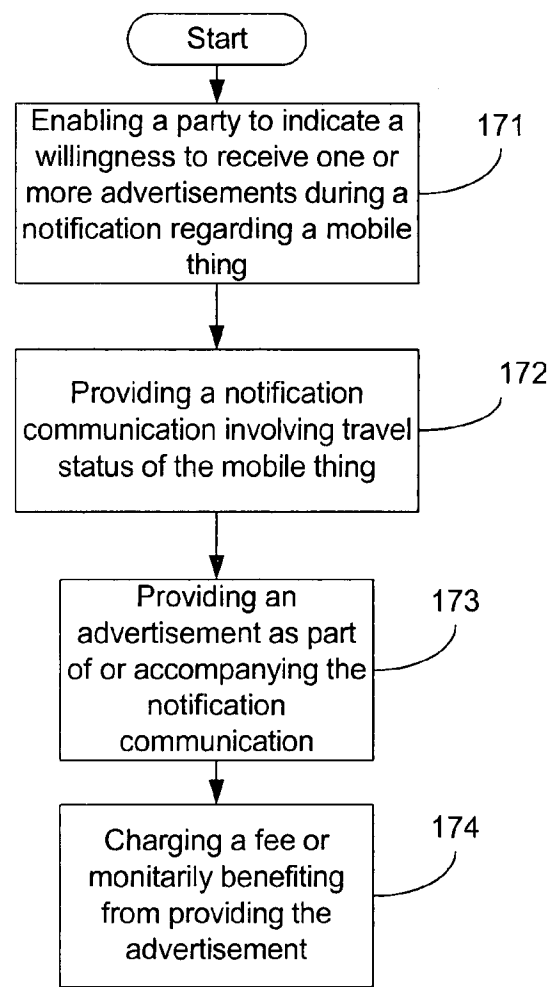 Start
Enabling a party to indicate a
willingness to receive one or
more advertisements during a
notification regarding a mobile
thing
171
Providing a notification
communication involving travel
status of the mobile thing
172
Providing an
advertisement as part
of or accompanying the
notification
communication
173
Charging a fee or
monitarily benefiting
from providing the
advertisement
174